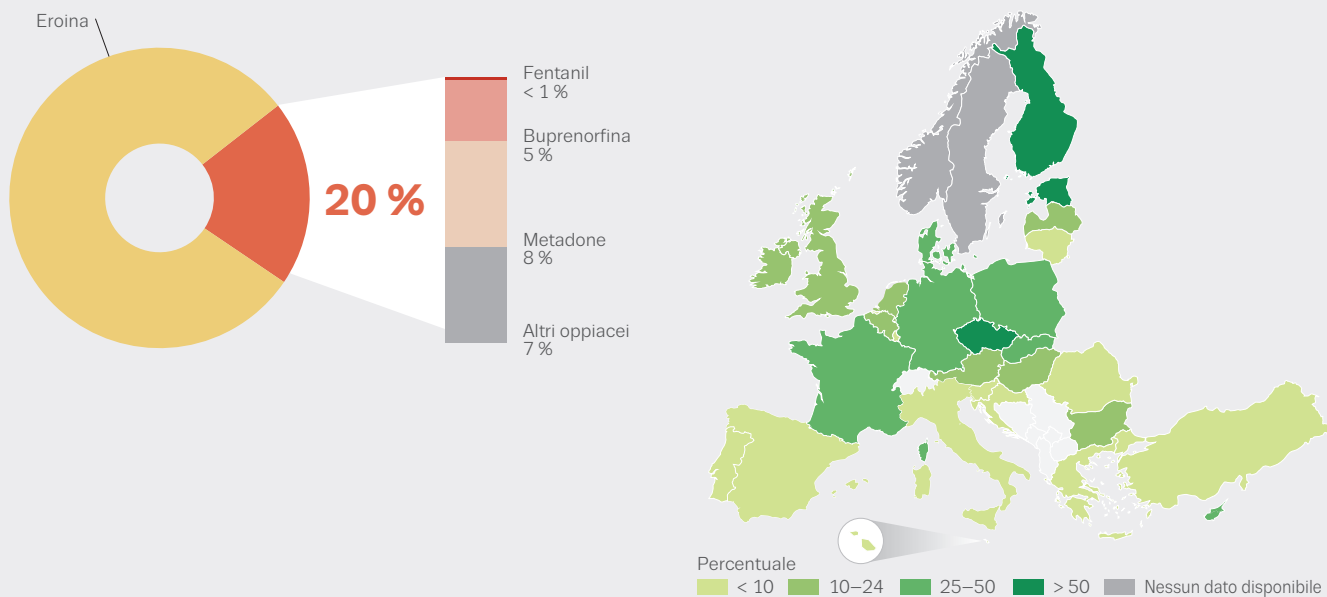 Eroina
20 %
Fentanil
< 1 %
Buprenorfina
5 %
Metadone
8 %
Altri oppiacei
7 %
Percentuale
< 10
10–24
25–50
> 50
Nessun dato disponibile